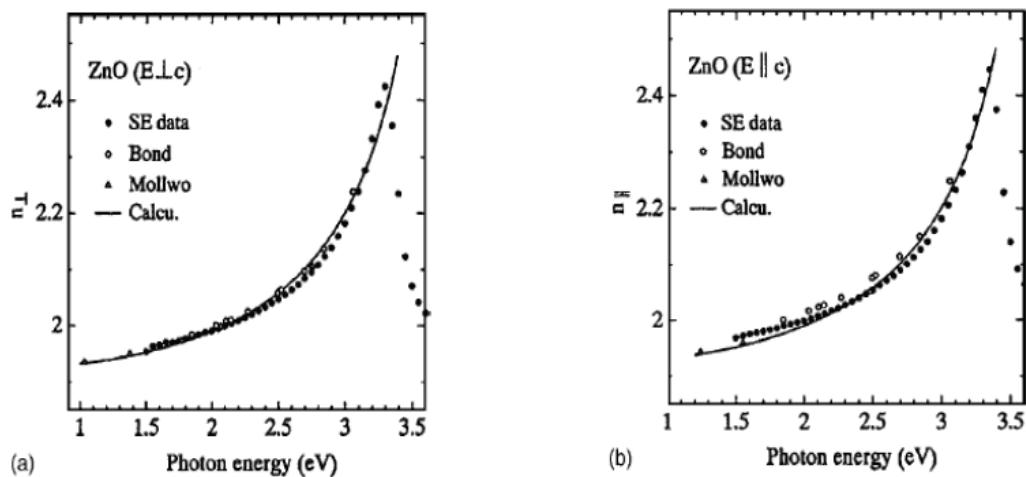 ZnO (E⊥c)
SE data
Bond
Mollwo
Calcu.
n⊥
2.4
2.2
2
1 1.5 2 2.5 3 3.5
(a) Photon energy (eV)
ZnO (E ∥ c)
SE data
Bond
Mollwo
Calcu.
n∥
2.4
2.2
2
1 1.5 2 2.5 3 3.5
(b) Photon energy (eV)